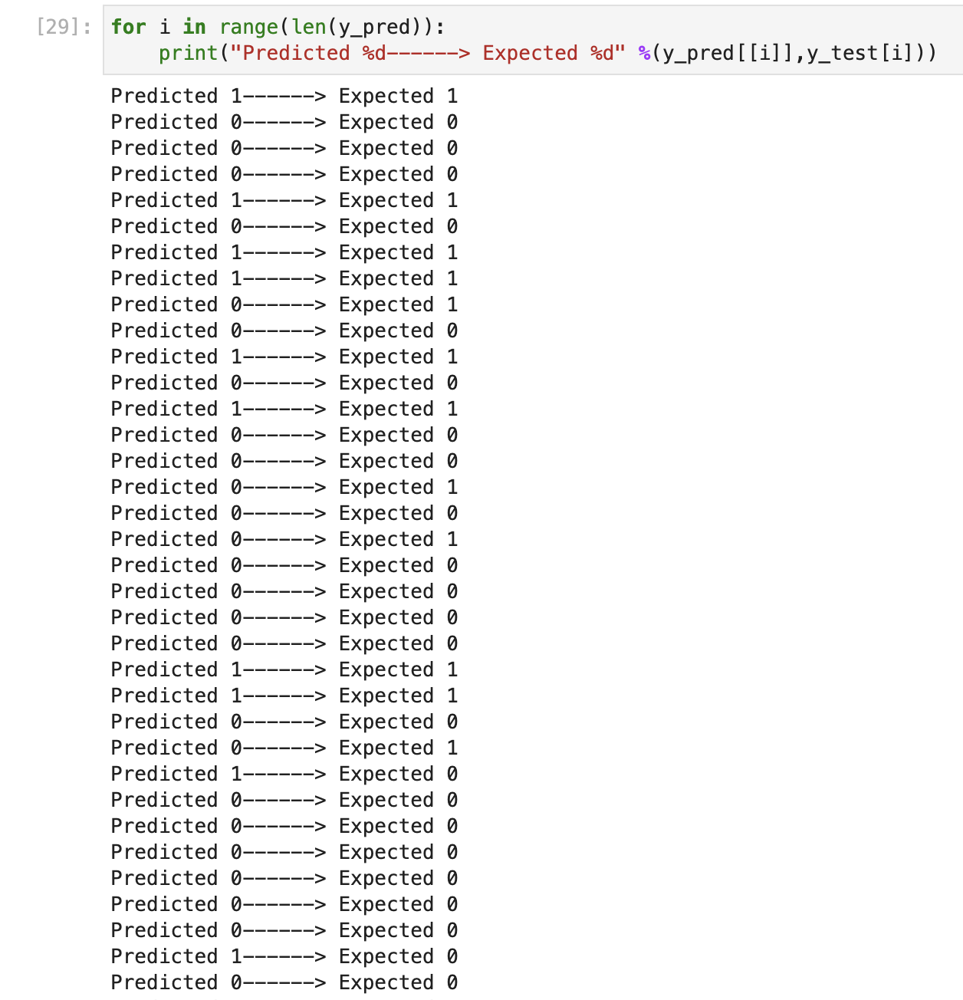 [29]: for i in range(len(y_pred)):
    print("Predicted %d------> Expected %d" %(y_pred[[i]],y_test[i]))
Predicted 1------> Expected 1
Predicted 0------> Expected 0
Predicted 0------> Expected 0
Predicted 0------> Expected 0
Predicted 1------> Expected 1
Predicted 0------> Expected 0
Predicted 1------> Expected 1
Predicted 1------> Expected 1
Predicted 0------> Expected 1
Predicted 0------> Expected 0
Predicted 1------> Expected 1
Predicted 0------> Expected 0
Predicted 1------> Expected 1
Predicted 0------> Expected 0
Predicted 0------> Expected 0
Predicted 0------> Expected 1
Predicted 0------> Expected 0
Predicted 0------> Expected 1
Predicted 0------> Expected 0
Predicted 0------> Expected 0
Predicted 0------> Expected 0
Predicted 0------> Expected 0
Predicted 1------> Expected 1
Predicted 1------> Expected 1
Predicted 0------> Expected 0
Predicted 0------> Expected 1
Predicted 1------> Expected 0
Predicted 0------> Expected 0
Predicted 0------> Expected 0
Predicted 0------> Expected 0
Predicted 0------> Expected 0
Predicted 0------> Expected 0
Predicted 0------> Expected 0
Predicted 1------> Expected 0
Predicted 0------> Expected 0